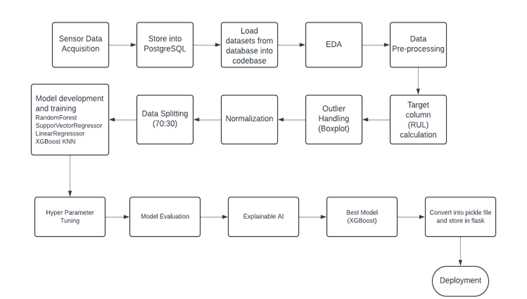 Sensor Data
Acquisition
Store into
PostgreSQL
Load
datasets from
database into
codebase
EDA
Data
Pre-processing
Target
column
(RUL)
calculation
Outlier
Handling
(Boxplot)
Normalization
Data Splitting
(70:30)
Model development
and training
RandomForest
SupporVectorRegressor
LinearRegresssor
XGBoost KNN
Hyper Parameter
Tuning
Model Evaluation
Explainable AI
Best Model
(XGBoost)
Convert into pickle file
and store in flask
Deployment